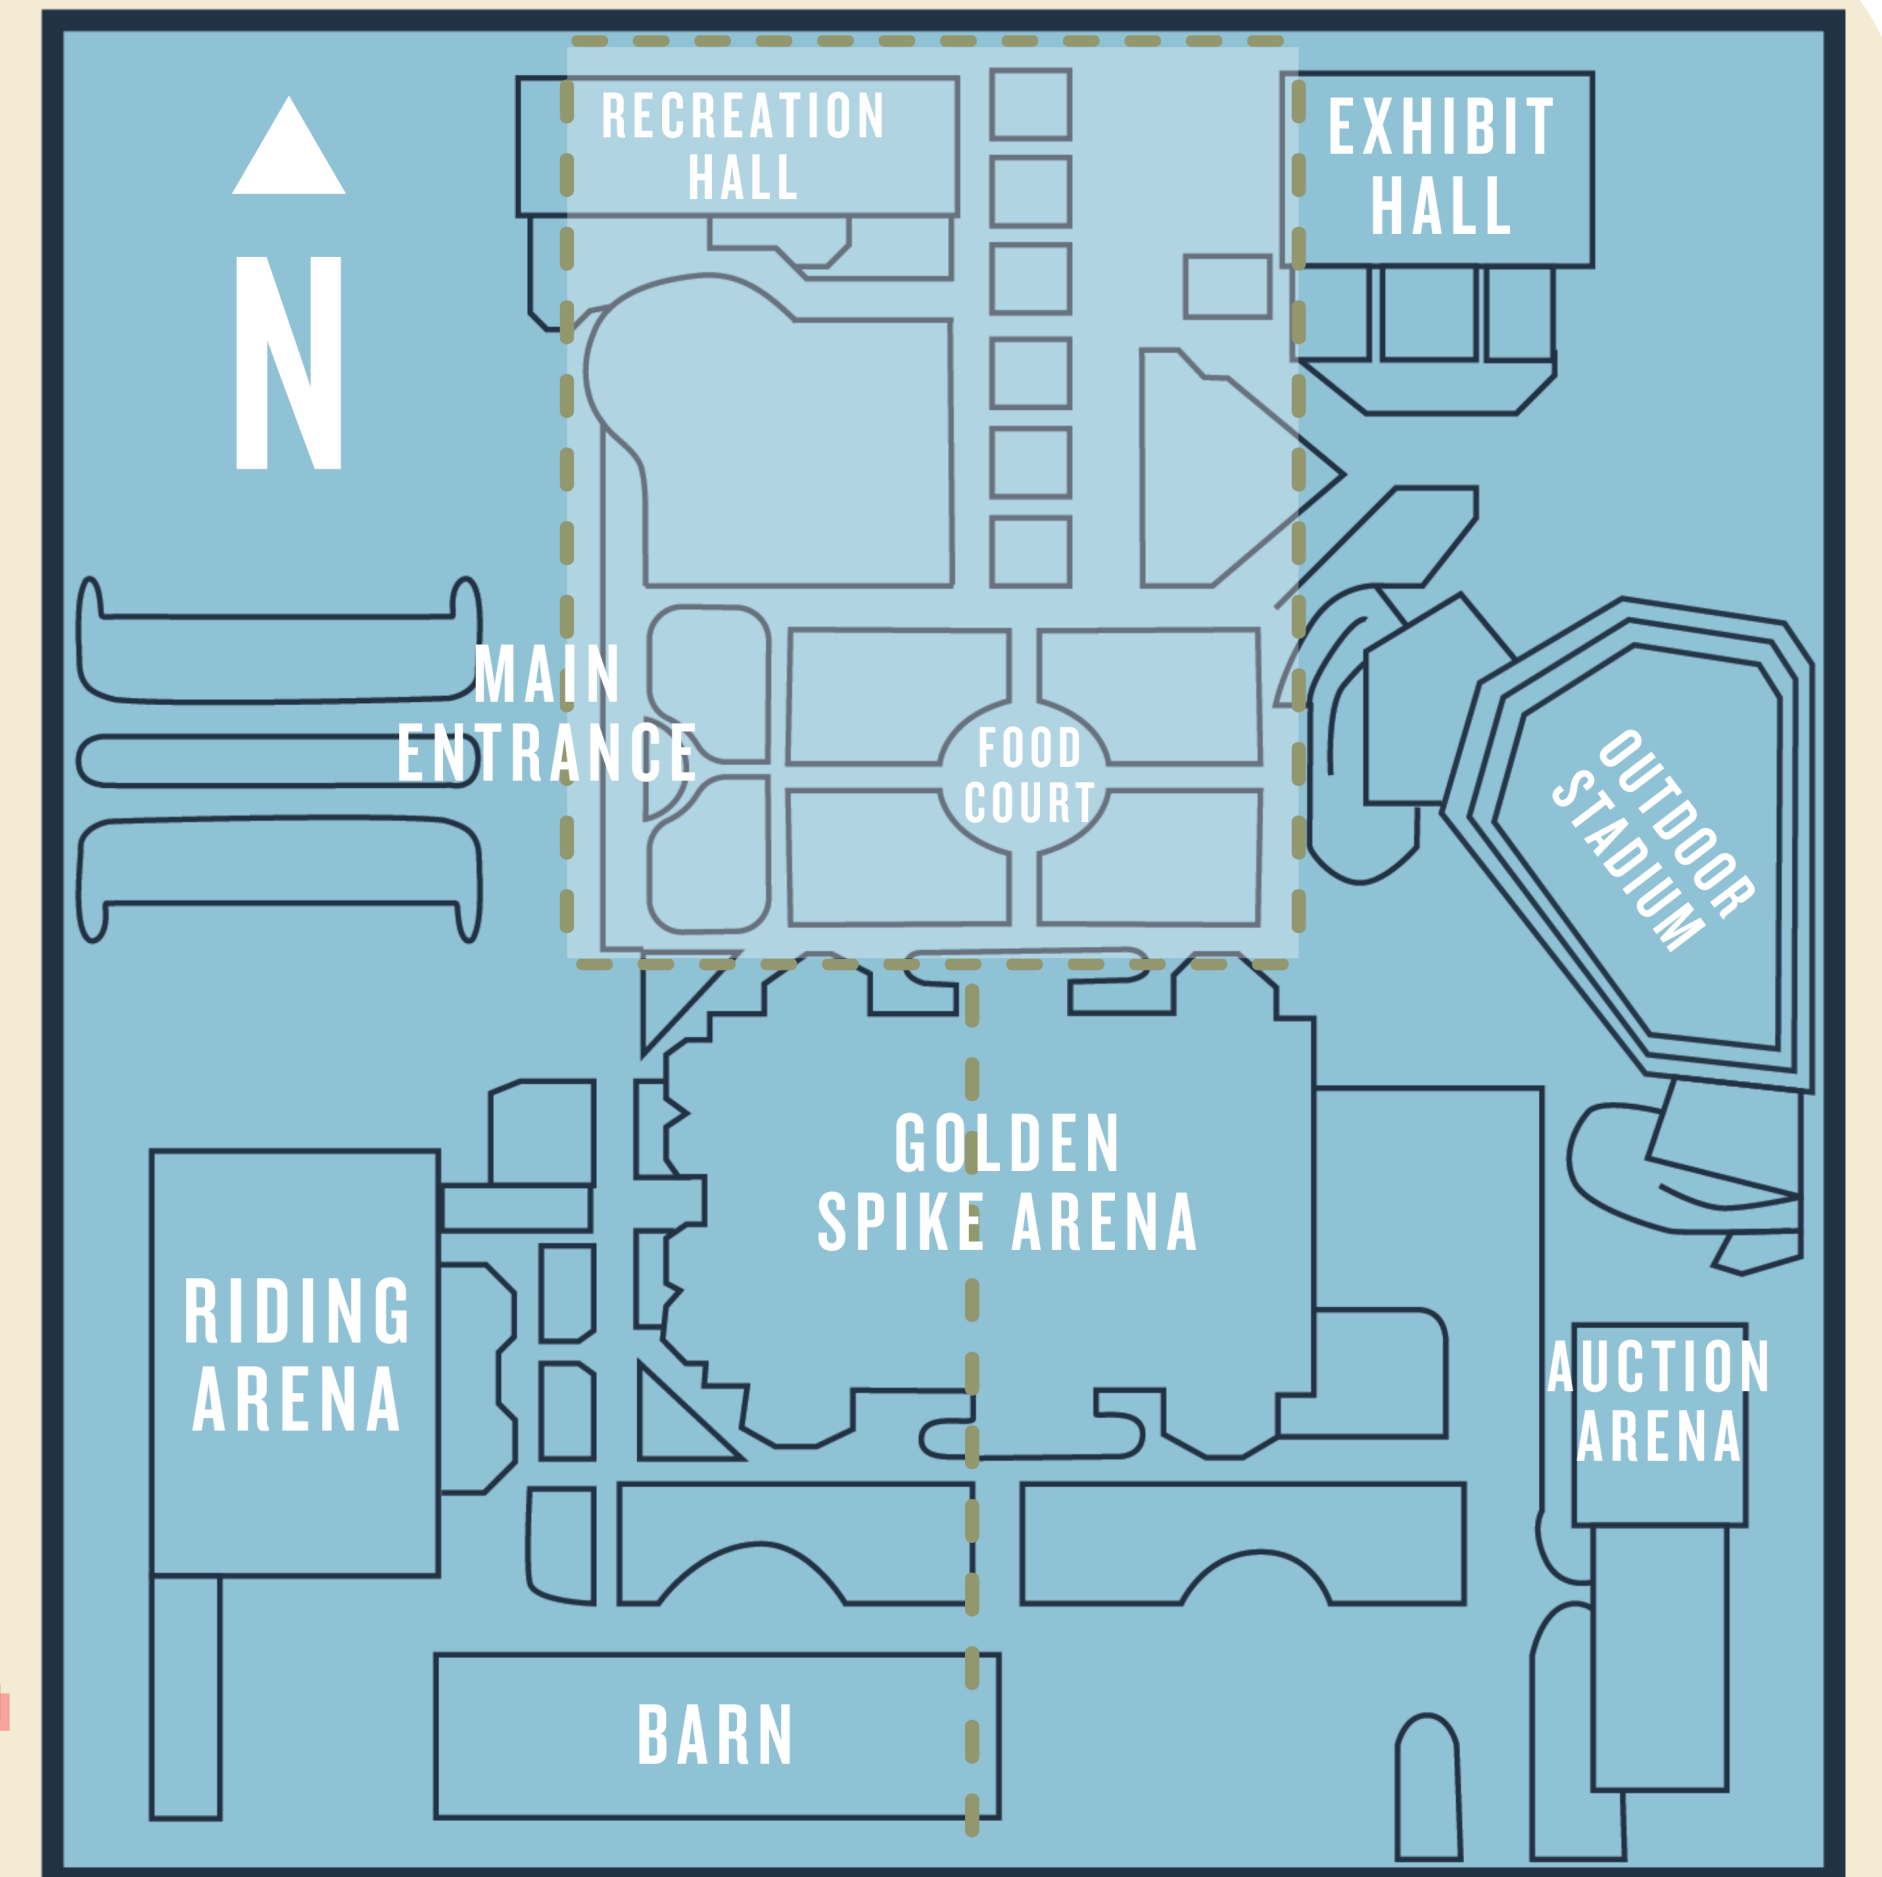 RECREATION
HALL
EXHIBIT
HALL
N
MAIN
ENTRANCE
FOOD
COURT
OUTDOOR
STADIUM
GOLDEN
SPIKE ARENA
RIDING
ARENA
AUCTION
ARENA
BARN